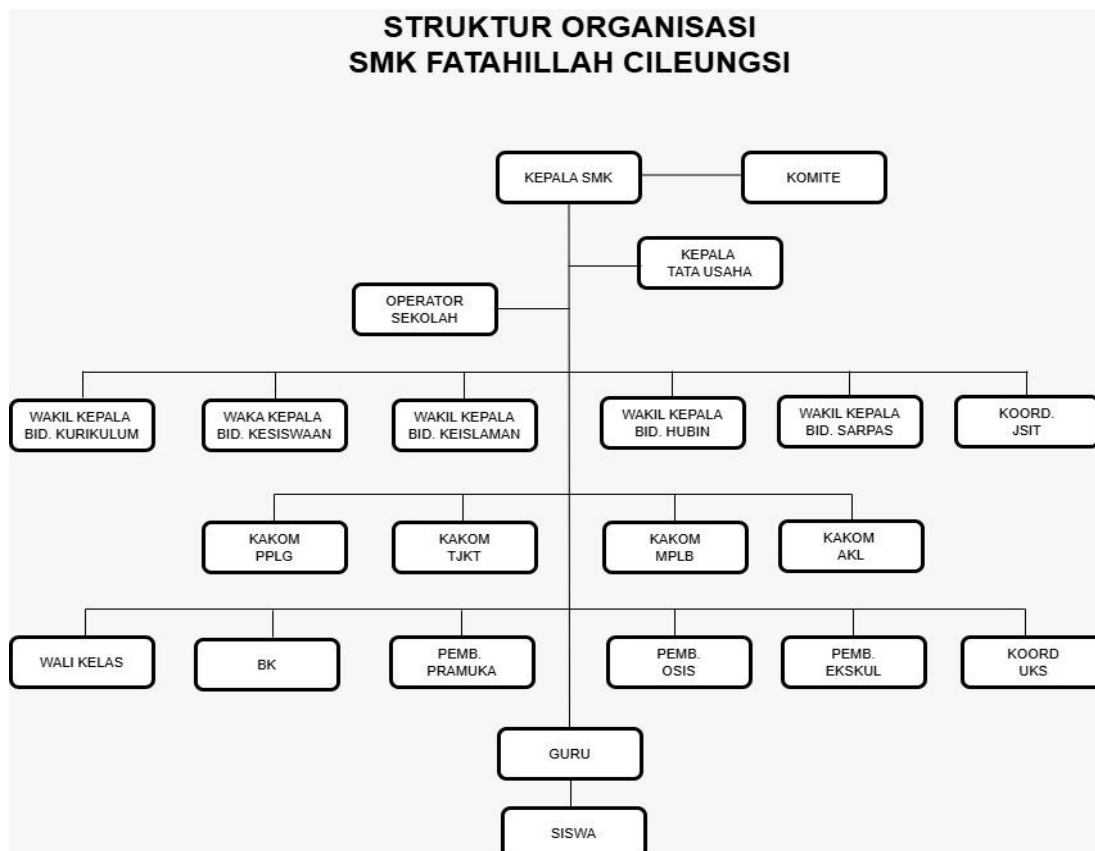 STRUKTUR ORGANISASI
SMK FATAHILLAH CILEUNGSI
KEPALA SMK
KOMITE
KEPALA
TATA USAHA
OPERATOR
SEKOLAH
WAKIL KEPALA
BID. KURIKULUM
WAKA KEPALA
BID. KESISWAAN
WAKIL KEPALA
BID. KEISLAMAN
WAKIL KEPALA
BID. HUBIN
WAKIL KEPALA
BID. SARPAS
KOORD.
JSIT
KAKOM
PPLG
KAKOM
TJKT
KAKOM
MPLB
KAKOM
AKL
WALI KELAS
BK
PEMB.
PRAMUKA
PEMB.
OSIS
PEMB.
EKSKUL
KOORD
UKS
GURU
SISWA